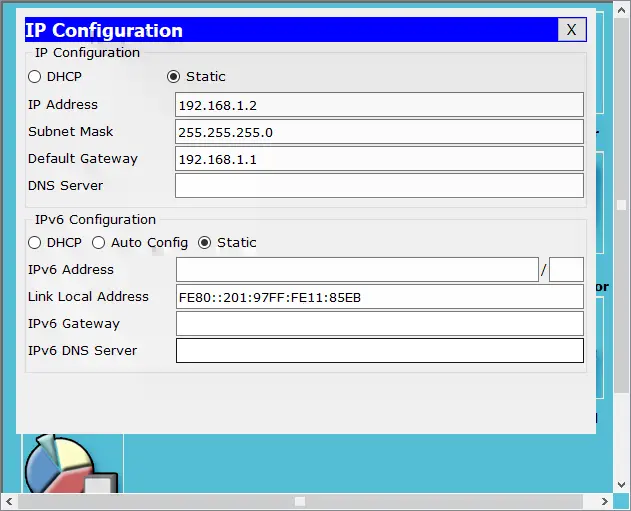 IP Configuration X
IP Configuration
DHCP Static
IP Address 192.168.1.2
Subnet Mask 255.255.255.0
Default Gateway 192.168.1.1
DNS Server
IPv6 Configuration
DHCP Auto Config Static
IPv6 Address /
Link Local Address FE80::201:97FF:FE11:85EB
IPv6 Gateway
IPv6 DNS Server
or